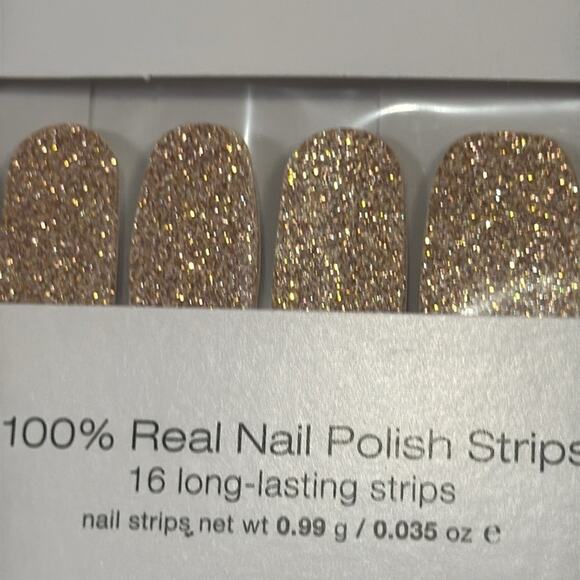 100% Real Nail Polish Strips
16 long-lasting strips
nail strips net wt 0.99 g / 0.035 oz ℮